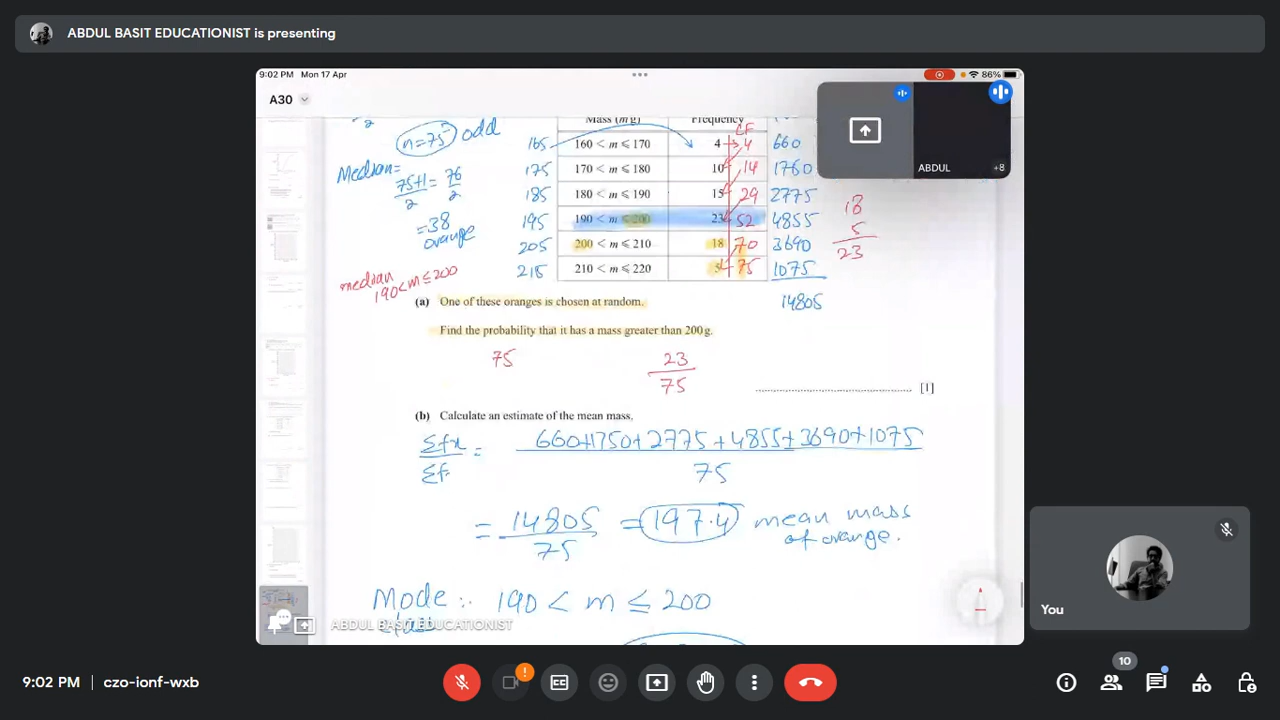 ABDUL BASIT EDUCATIONIST is presenting
9:02 PM Mon 17 Apr
86%
A30
ABDUL
+8
Mass (m g) Frequency
CF
n=75 odd
165 160 < m ⩽ 170 4 4 660
Median= 175 170 < m ⩽ 180 10 14 1760
75+1 = 76
2 2
185 180 < m ⩽ 190 15 29 2775
=38 195 190 < m ⩽ 200 23 52 4855
orange 205 200 < m ⩽ 210 18 70 3690
215 210 < m ⩽ 220 5 75 1075
14805
18
5
23
median
190<m≤200
(a) One of these oranges is chosen at random.
Find the probability that it has a mass greater than 200 g.
75 23
75
[1]
(b) Calculate an estimate of the mean mass.
Σfx = 660+1750+2775+4855+3690+1075
Σf 75
= 14805 = 197.4 mean mass
75 of orange.
Mode :. 190 < m ≤ 200
ABDUL BASIT EDUCATIONIST
You
9:02 PM | czo-ionf-wxb
10